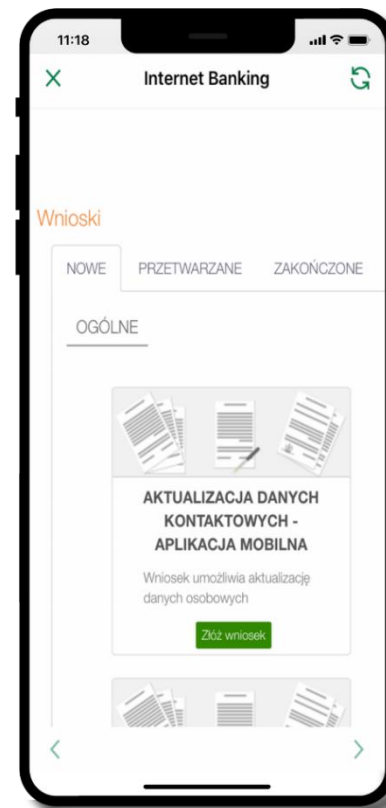 11:18
Internet Banking
Wnioski
NOWE PRZETWARZANE ZAKOŃCZONE
OGÓLNE
AKTUALIZACJA DANYCH
KONTAKTOWYCH -
APLIKACJA MOBILNA
Wniosek umożliwia aktualizację
danych osobowych
Złóż wniosek